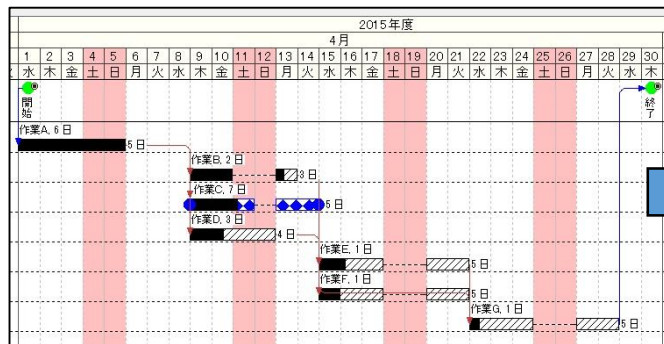 2015年度
4月
1 2 3 4 5 6 7 8 9 10 11 12 13 14 15 16 17 18 19 20 21 22 23 24 25 26 27 28 29 30
水 木 金 土 日 月 火 水 木 金 土 日 月 火 水 木 金 土 日 月 火 水 木 金 土 日 月 火 水 木
開始
終了
作業A, 6日
5日
作業B, 2日
3日
作業C, 7日
5日
作業D, 3日
4日
作業E, 1日
5日
作業F, 1日
5日
作業G, 1日
5日